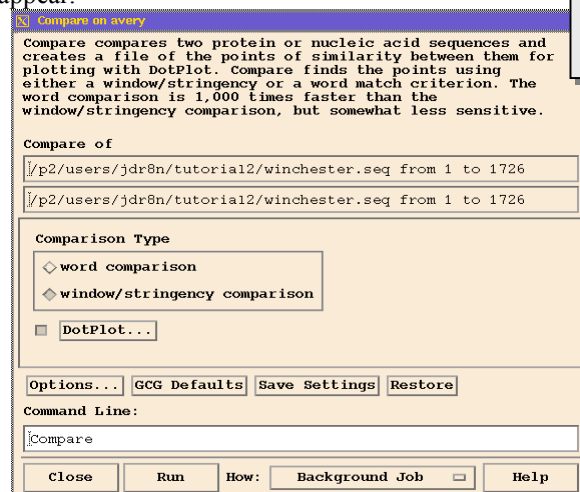 appear.
Compare on avery
Compare compares two protein or nucleic acid sequences and
creates a file of the points of similarity between them for
plotting with DotPlot. Compare finds the points using
either a window/stringency or a word match criterion. The
word comparison is 1,000 times faster than the
window/stringency comparison, but somewhat less sensitive.
Compare of
/p2/users/jdr8n/tutorial2/winchester.seq from 1 to 1726
/p2/users/jdr8n/tutorial2/winchester.seq from 1 to 1726
Comparison Type
word comparison
window/stringency comparison
DotPlot...
Options... GCG Defaults Save Settings Restore
Command Line:
Compare
Close Run How: Background Job Help